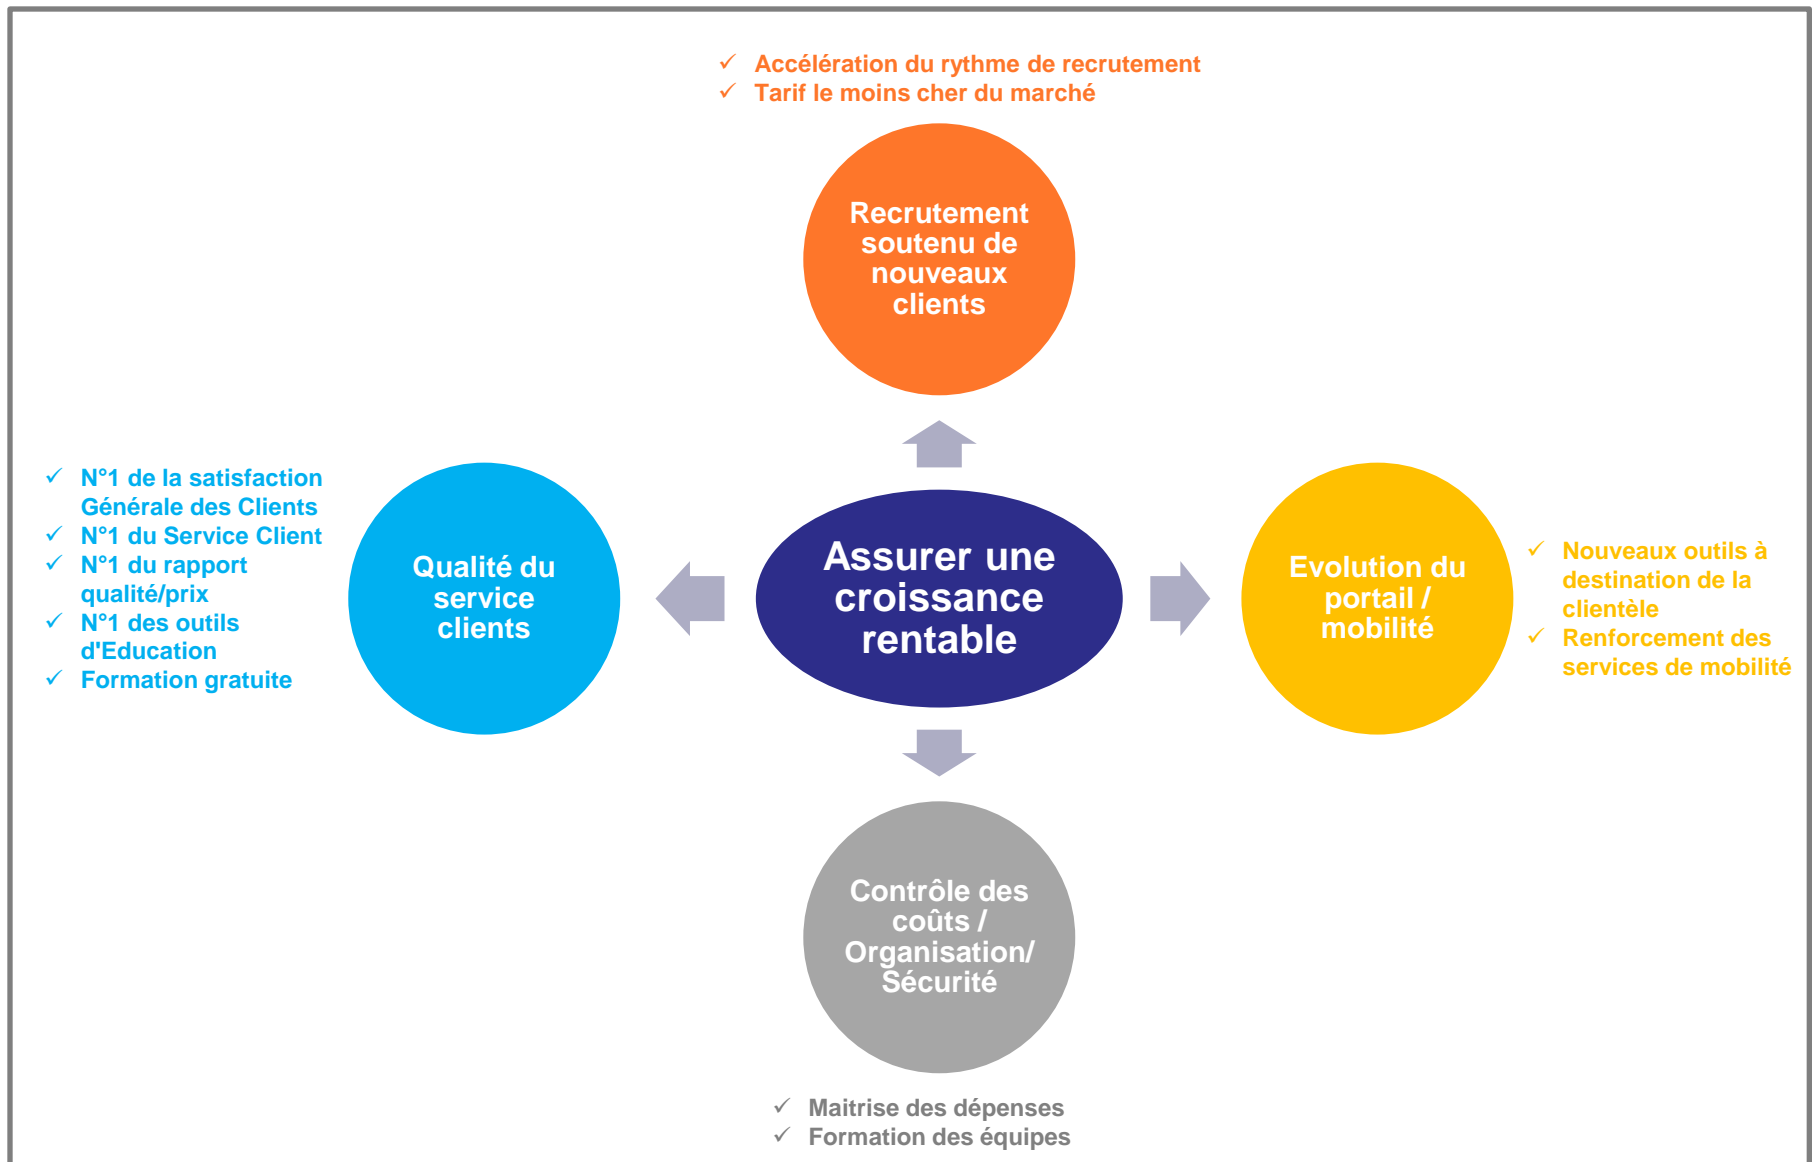 ✓ Accélération du rythme de recrutement
✓ Tarif le moins cher du marché
Recrutement
soutenu de
nouveaux
clients
✓ N°1 de la satisfaction
Générale des Clients
✓ N°1 du Service Client
✓ N°1 du rapport
qualité/prix
✓ N°1 des outils
d'Education
✓ Formation gratuite
Qualité du
service
clients
Assurer une
croissance
rentable
Evolution du
portail /
mobilité
✓ Nouveaux outils à
destination de la
clientèle
✓ Renforcement des
services de mobilité
Contrôle des
coûts /
Organisation/
Sécurité
✓ Maitrise des dépenses
✓ Formation des équipes